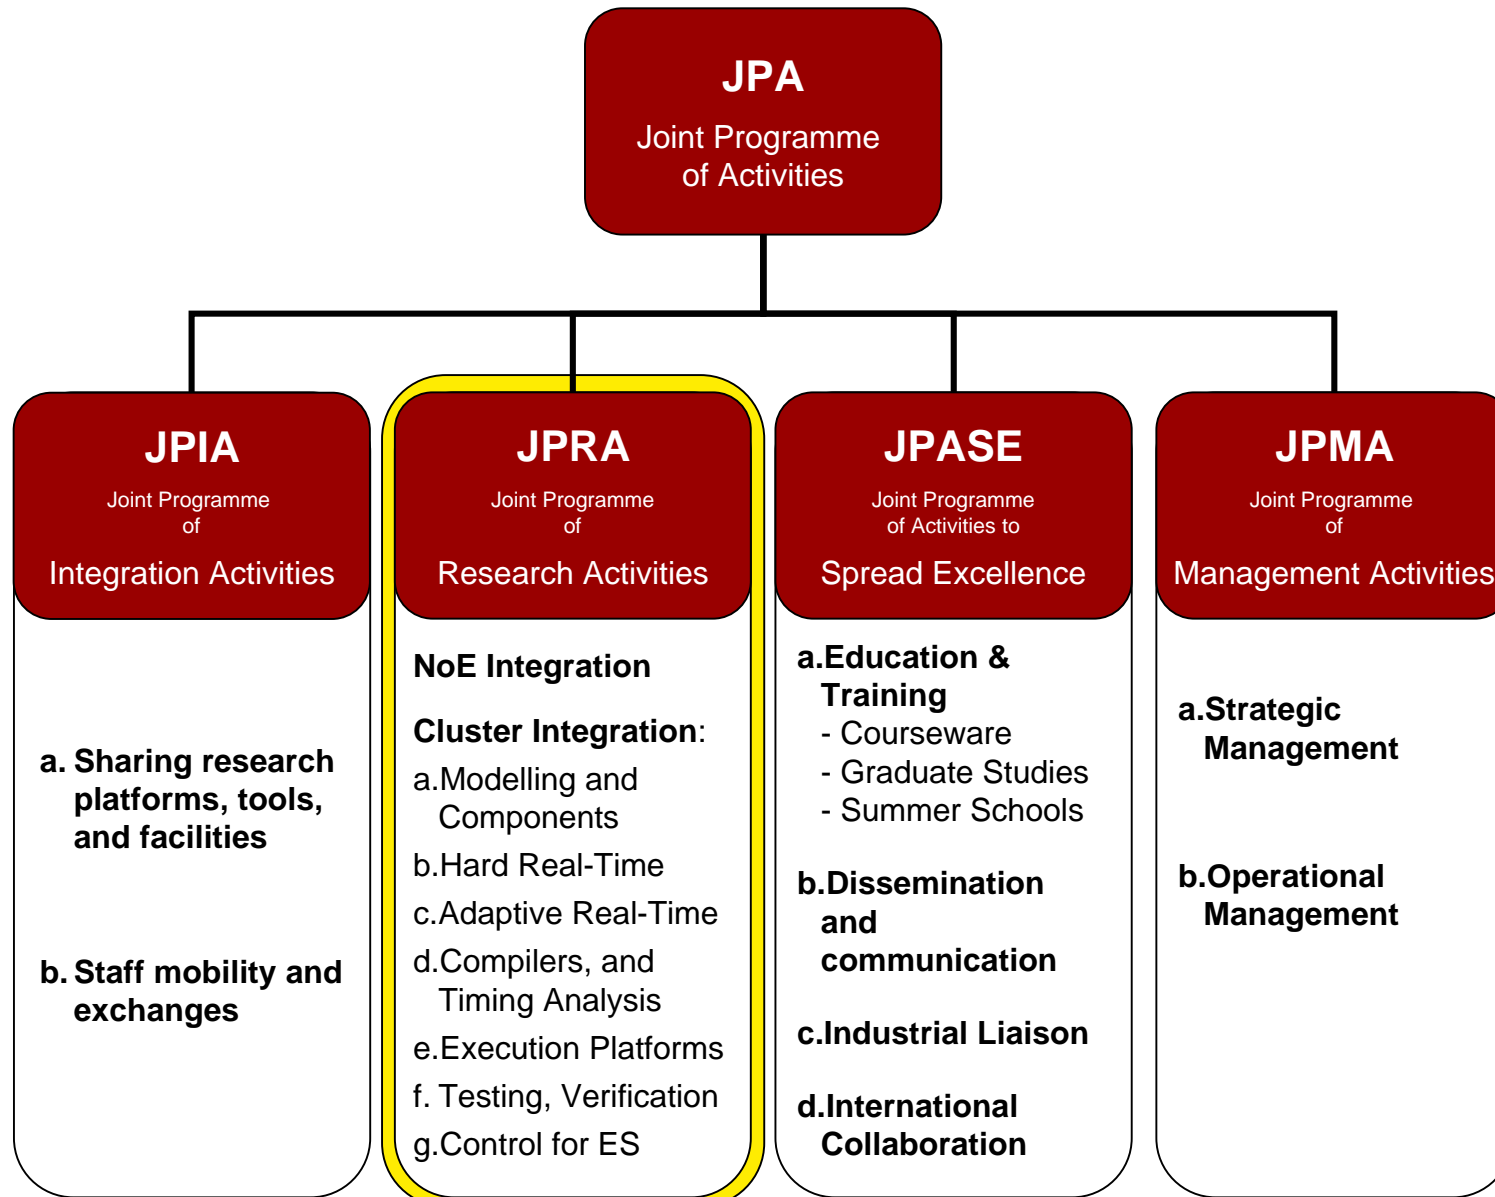 JPA
Joint Programme
of Activities
JPIA
Joint Programme
of
Integration Activities
a. Sharing research
platforms, tools,
and facilities
b. Staff mobility and
exchanges
JPRA
Joint Programme
of
Research Activities
NoE Integration
Cluster Integration:
a.Modelling and
Components
b.Hard Real-Time
c.Adaptive Real-Time
d.Compilers, and
Timing Analysis
e.Execution Platforms
f. Testing, Verification
g.Control for ES
JPASE
Joint Programme
of Activities to
Spread Excellence
a.Education &
Training
- Courseware
- Graduate Studies
- Summer Schools
b.Dissemination
and
communication
c.Industrial Liaison
d.International
Collaboration
JPMA
Joint Programme
of
Management Activities
a.Strategic
Management
b.Operational
Management